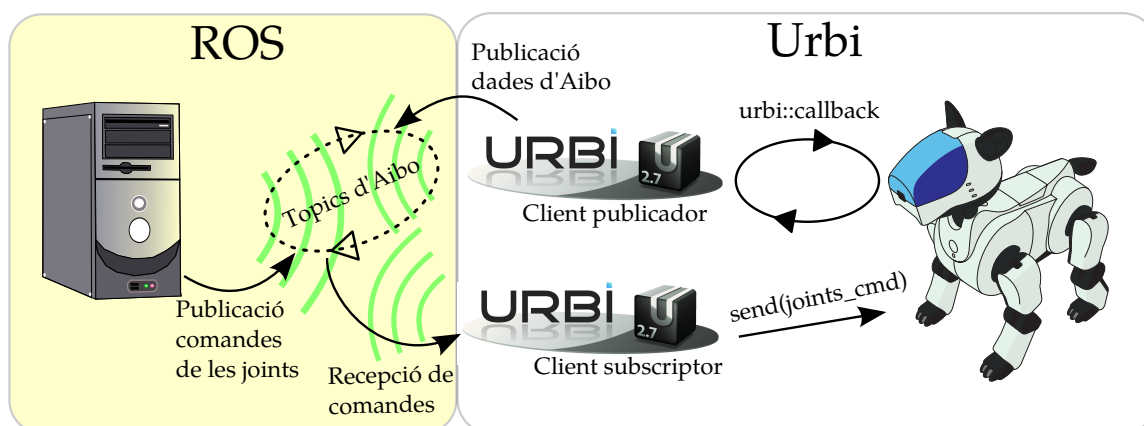 ROS
Urbi
Publicació
dades d'Aibo
urbi::callback
URBI
2.7
Client publicador
Topics d'Aibo
Publicació
comandes
de les joints
Recepció de
comandes
URBI
2.7
Client subscriptor
send(joints_cmd)